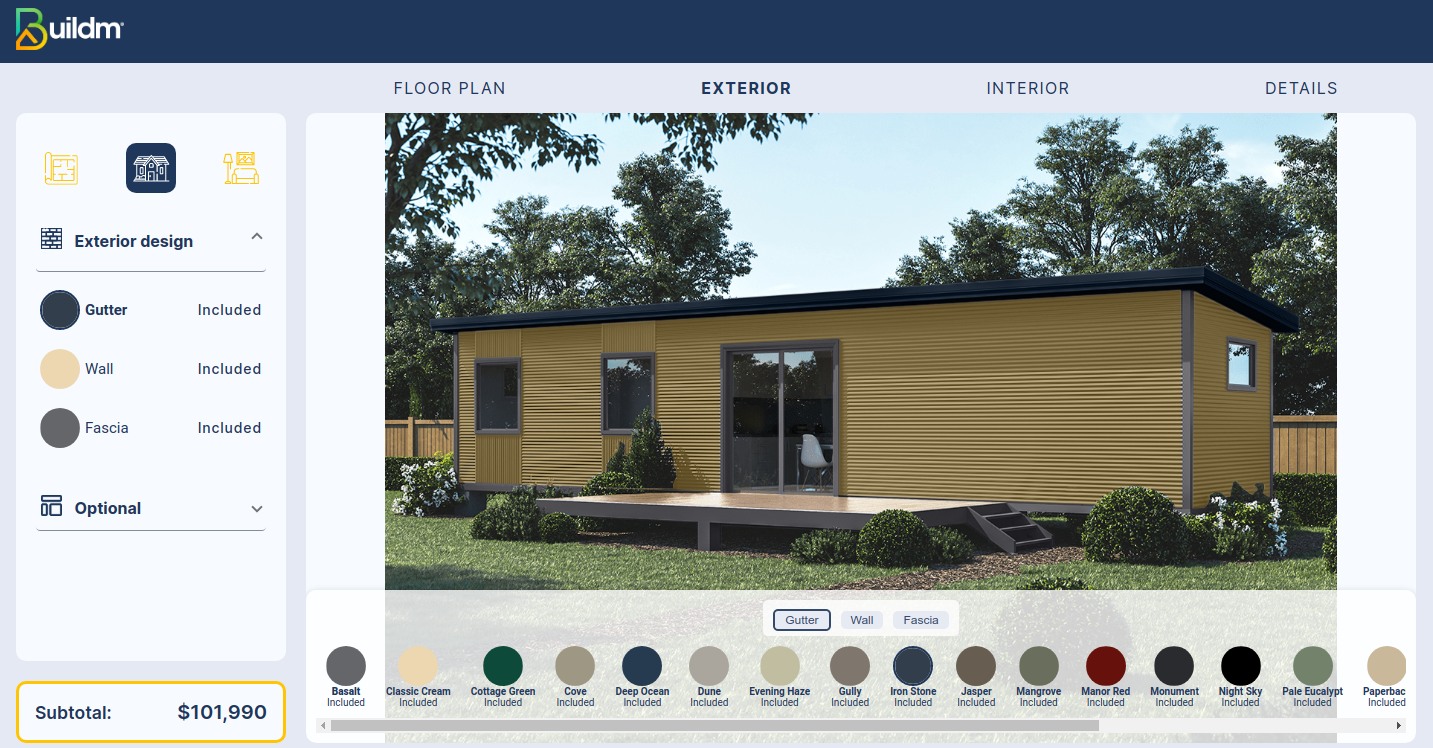 Buildm
FLOOR PLAN
EXTERIOR
INTERIOR
DETAILS
Exterior design
Gutter Included
Wall Included
Fascia Included
Optional
Subtotal: $101,990
Gutter Wall Fascia
Basalt
Included
Classic Cream
Included
Cottage Green
Included
Cove
Included
Deep Ocean
Included
Dune
Included
Evening Haze
Included
Gully
Included
Iron Stone
Included
Jasper
Included
Mangrove
Included
Manor Red
Included
Monument
Included
Night Sky
Included
Pale Eucalypt
Included
Paperbac
Included